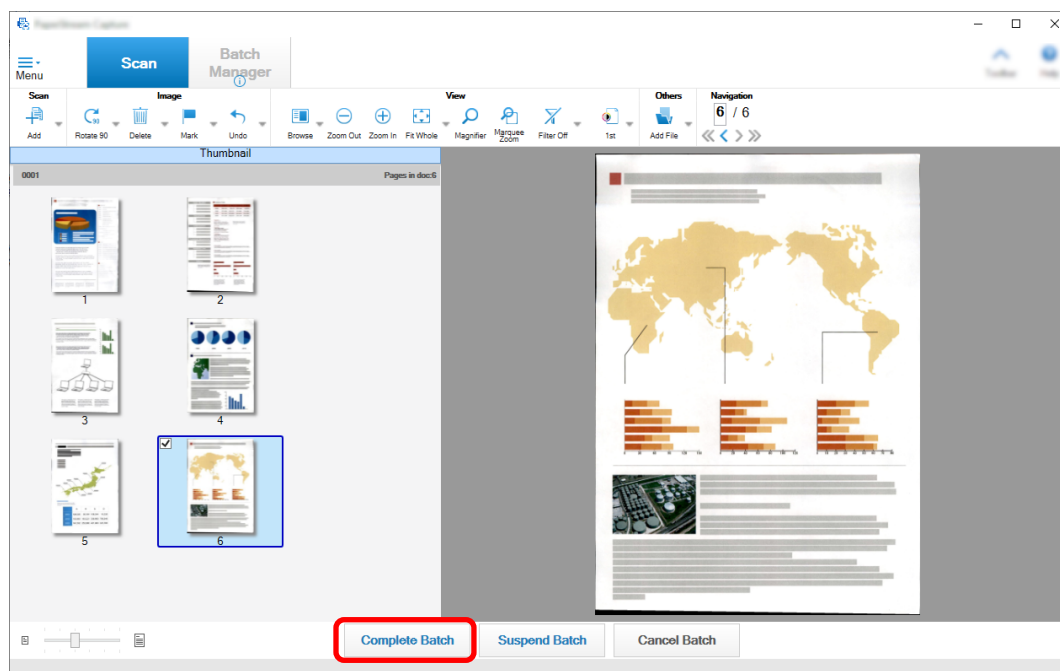 Menu
Scan
Batch
Manager
Scan
Image
View
Others
Navigation
6 / 6
Add
Rotate 90
Delete
Mark
Undo
Browse
Zoom Out
Zoom In
Fit Whole
Magnifier
Marquee
Zoom
Filter Off
1st
Add File
Thumbnail
0001
Pages in doc:6
1
2
3
4
5
6
Complete Batch
Suspend Batch
Cancel Batch